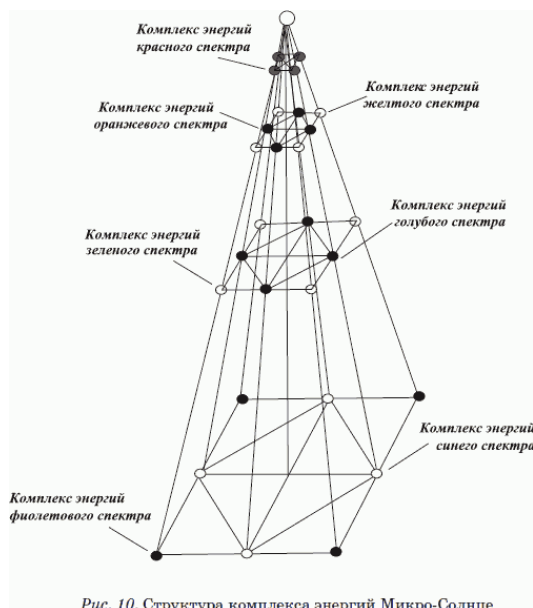 Комплекс энергий
красного спектра
Комплекс энергий
желтого спектра
Комплекс энергий
оранжевого спектра
Комплекс энергий
голубого спектра
Комплекс энергий
зеленого спектра
Комплекс энергий
синего спектра
Комплекс энергий
фиолетового спектра
Рис. 10. Структура комплекса энергий Микро-Солнце